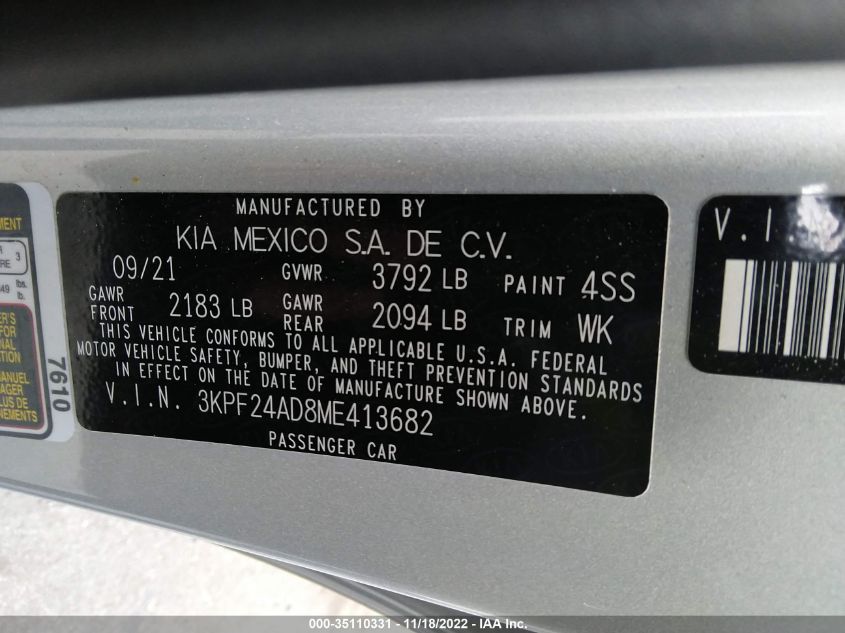 MANUFACTURED BY
KIA MEXICO S.A. DE C.V.
09/21 GVWR 3792 LB PAINT 4SS
GAWR FRONT 2183 LB GAWR REAR 2094 LB TRIM WK
THIS VEHICLE CONFORMS TO ALL APPLICABLE U.S.A. FEDERAL
MOTOR VEHICLE SAFETY, BUMPER, AND THEFT PREVENTION STANDARDS
IN EFFECT ON THE DATE OF MANUFACTURE SHOWN ABOVE.
V.I.N. 3KPF24AD8ME413682
PASSENGER CAR
7610
V.I
000-35110331 - 11/18/2022 - IAA Inc.